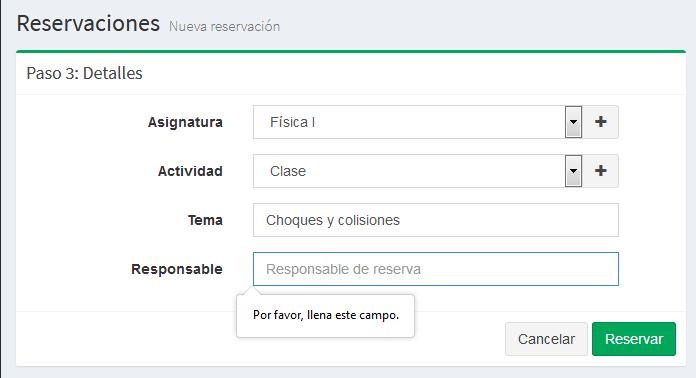 Reservaciones Nueva reservación
Paso 3: Detalles
Asignatura Física I
Actividad Clase
Tema Choques y colisiones
Responsable Responsable de reserva
Por favor, llena este campo.
Cancelar Reservar